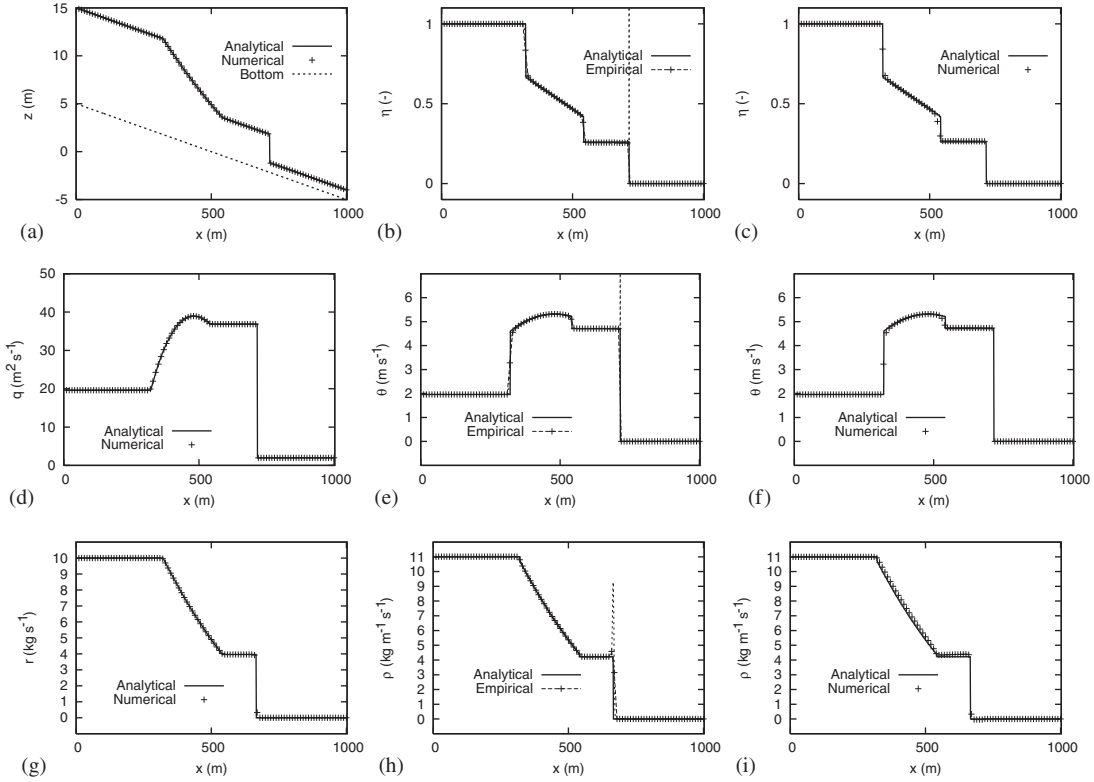 15
10
5
0
-5
z (m)
Analytical
Numerical
Bottom
0
500
1000
x (m)
(a)
1
0.5
0
η (-)
Analytical
Empirical
0
500
1000
x (m)
(b)
1
0.5
0
η (-)
Analytical
Numerical
0
500
1000
x (m)
(c)
50
40
30
20
10
0
q (m² s⁻¹)
Analytical
Numerical
0
500
1000
x (m)
(d)
6
5
4
3
2
1
0
θ (m s⁻¹)
Analytical
Empirical
0
500
1000
x (m)
(e)
6
5
4
3
2
1
0
θ (m s⁻¹)
Analytical
Numerical
0
500
1000
x (m)
(f)
10
9
8
7
6
5
4
3
2
1
0
r (kg s⁻¹)
Analytical
Numerical
0
500
1000
x (m)
(g)
11
10
9
8
7
6
5
4
3
2
1
0
ρ (kg m⁻¹ s⁻¹)
Analytical
Empirical
0
500
1000
x (m)
(h)
11
10
9
8
7
6
5
4
3
2
1
0
ρ (kg m⁻¹ s⁻¹)
Analytical
Numerical
0
500
1000
x (m)
(i)